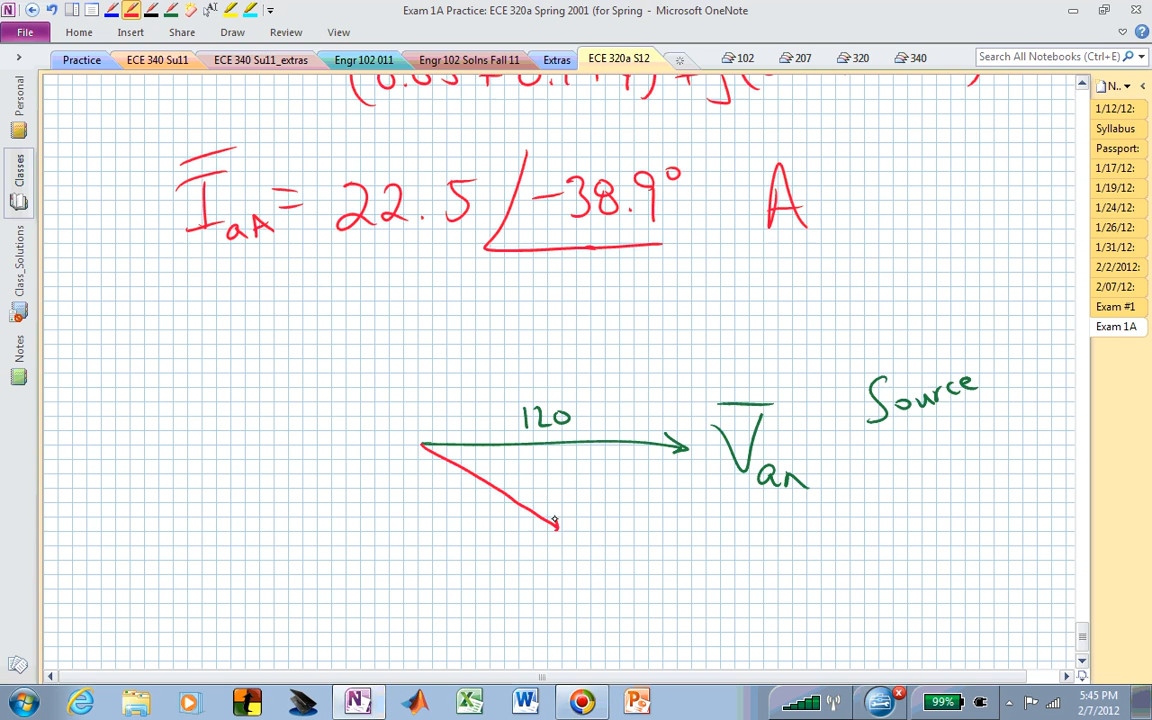 Exam 1A Practice: ECE 320a Spring 2001 (for Spring - Microsoft OneNote
File Home Insert Share Draw Review View
Practice ECE 340 Su11 ECE 340 Su11_extras Engr 102 011 Engr 102 Solns Fall 11 Extras ECE 320a S12 102 207 320 340 Search All Notebooks (Ctrl+E)
Personal
Classes
Class_Solutions
Notes
N..
1/12/12:
Syllabus
Passport:
1/17/12:
1/19/12:
1/24/12:
1/26/12:
1/31/12:
2/2/2012:
2/07/12:
Exam #1
Exam 1A
I̅aA = 22.5 ∠-38.9° A
Source
120
V̅an
99%
5:45 PM
2/7/2012